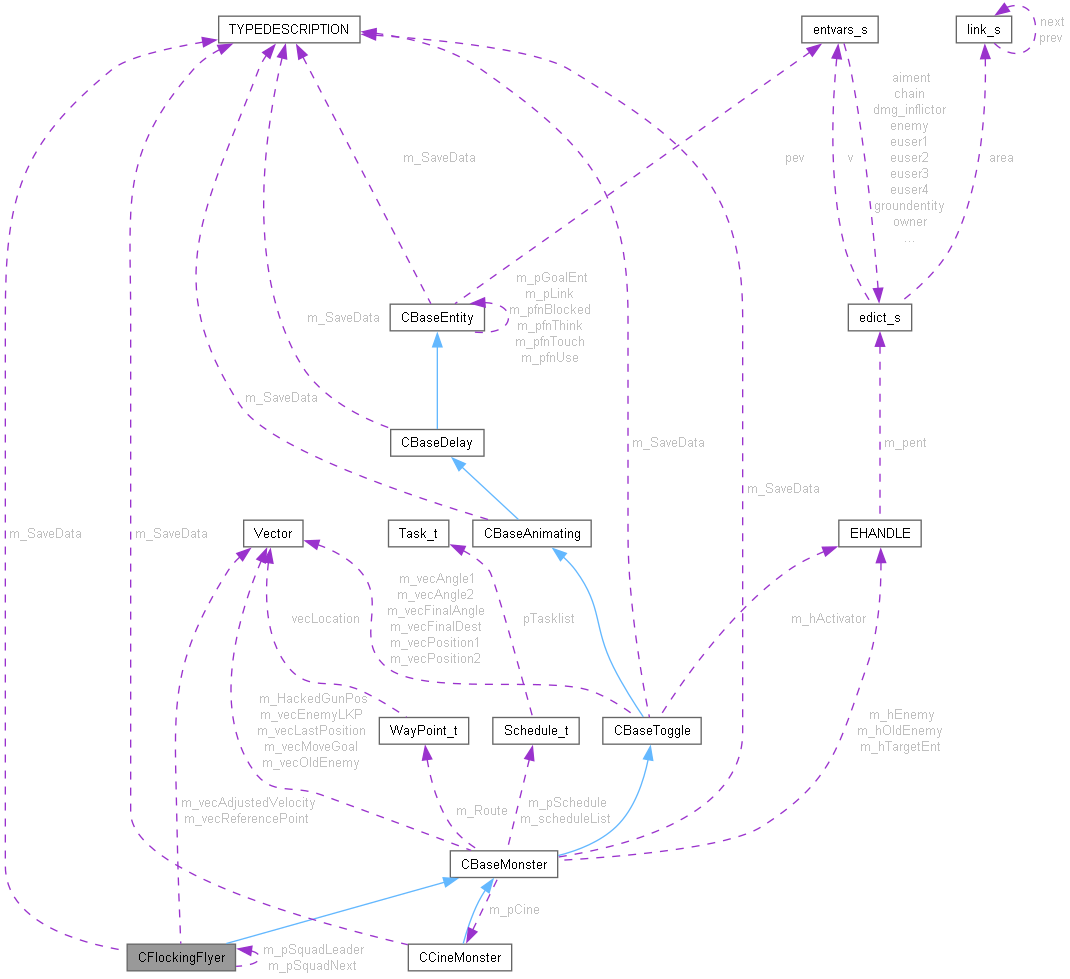 TYPEDESCRIPTION
entvars_s
link_s
next
prev
aiment
chain
dmg_inflictor
enemy
euser1
euser2
euser3
euser4
groundentity
owner
...
m_SaveData
pev
v
area
m_pGoalEnt
m_pLink
m_pfnBlocked
m_pfnThink
m_pfnTouch
m_pfnUse
CBaseEntity
edict_s
m_SaveData
m_SaveData
CBaseDelay
m_SaveData
m_pent
m_SaveData
m_SaveData
m_SaveData
Vector
Task_t
CBaseAnimating
EHANDLE
vecLocation
m_vecAngle1
m_vecAngle2
m_vecFinalAngle
m_vecFinalDest
m_vecPosition1
m_vecPosition2
pTasklist
m_hActivator
m_HackedGunPos
m_vecEnemyLKP
m_vecLastPosition
m_vecMoveGoal
m_vecOldEnemy
WayPoint_t
Schedule_t
CBaseToggle
m_hEnemy
m_hOldEnemy
m_hTargetEnt
m_vecAdjustedVelocity
m_vecReferencePoint
m_Route
m_pSchedule
m_scheduleList
CBaseMonster
m_pCine
CFlockingFlyer
m_pSquadLeader
m_pSquadNext
CCineMonster